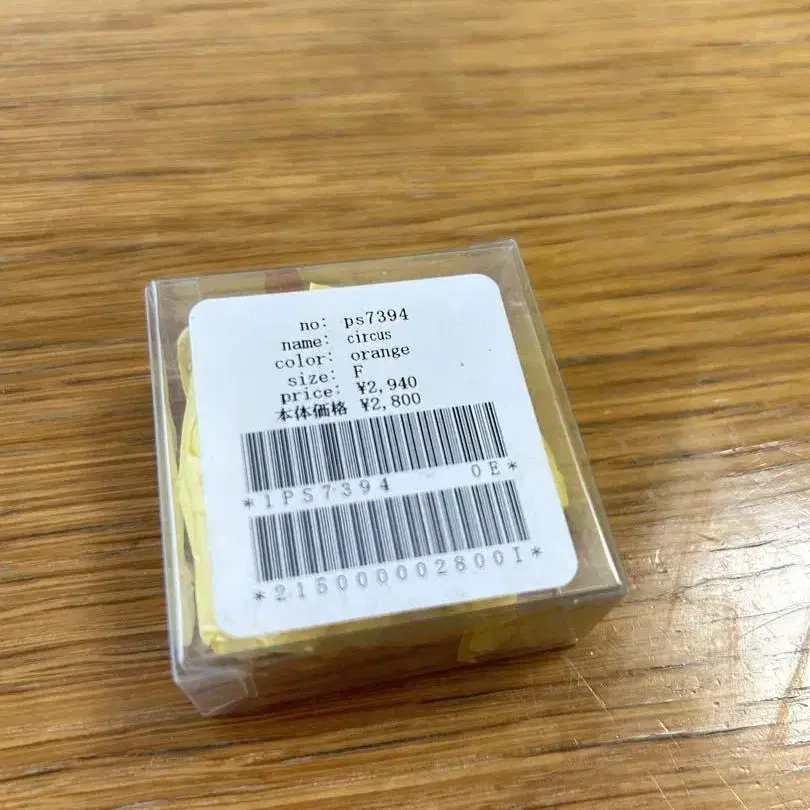 no: ps7394
name: circus
color: orange
size: F
price: ¥2,940
本体価格 ¥2,800
*1PS7394 0E*
*2150000028001*